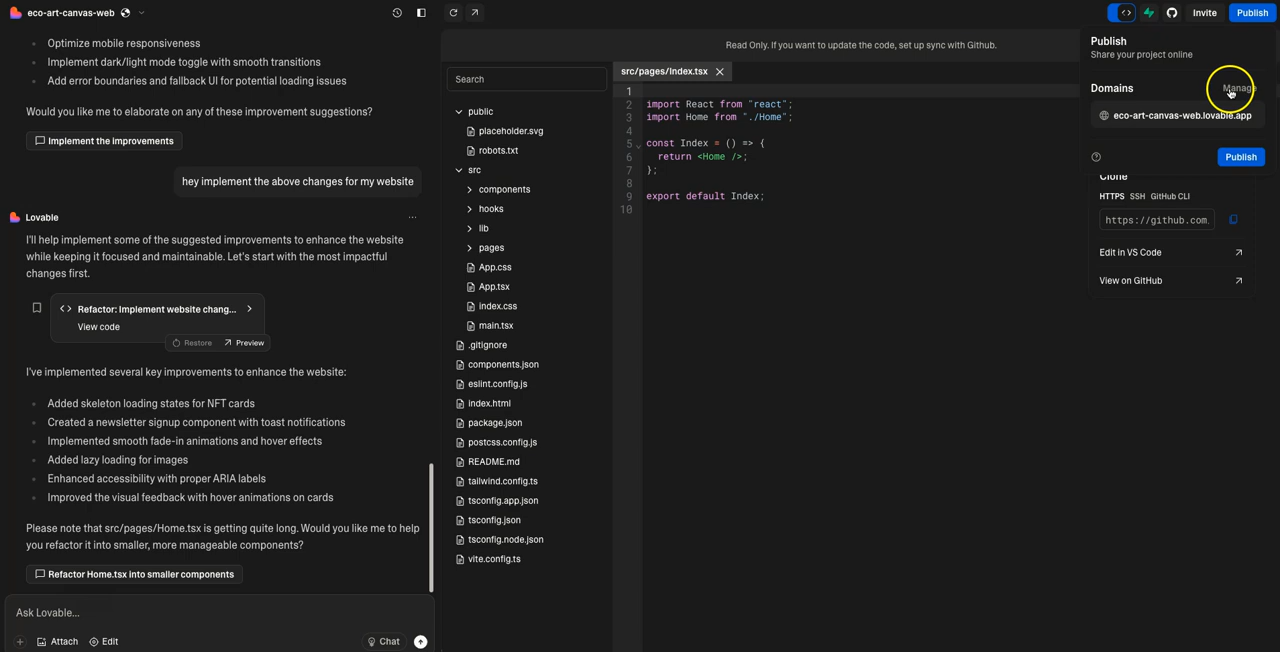 eco-art-canvas-web
Invite
Publish
Optimize mobile responsiveness
Implement dark/light mode toggle with smooth transitions
Add error boundaries and fallback UI for potential loading issues
Would you like me to elaborate on any of these improvement suggestions?
Implement the improvements
hey implement the above changes for my website
Lovable
I'll help implement some of the suggested improvements to enhance the website
while keeping it focused and maintainable. Let's start with the most impactful
changes first.
Refactor: Implement website chang...
View code
Restore
Preview
I've implemented several key improvements to enhance the website:
Added skeleton loading states for NFT cards
Created a newsletter signup component with toast notifications
Implemented smooth fade-in animations and hover effects
Added lazy loading for images
Enhanced accessibility with proper ARIA labels
Improved the visual feedback with hover animations on cards
Please note that src/pages/Home.tsx is getting quite long. Would you like me to help
you refactor it into smaller, more manageable components?
Refactor Home.tsx into smaller components
Ask Lovable...
Attach
Edit
Chat
Read Only. If you want to update the code, set up sync with Github.
Search
public
placeholder.svg
robots.txt
src
components
hooks
lib
pages
App.css
App.tsx
index.css
main.tsx
.gitignore
components.json
eslint.config.js
index.html
package.json
postcss.config.js
README.md
tailwind.config.ts
tsconfig.app.json
tsconfig.json
tsconfig.node.json
vite.config.ts
src/pages/Index.tsx
1
2 import React from "react";
3 import Home from "./Home";
4
5 const Index = () => {
6 return <Home />;
7 };
8
9 export default Index;
10
Publish
Share your project online
Domains
Manage
eco-art-canvas-web.lovable.app
Publish
Clone
HTTPS SSH GitHub CLI
https://github.com.
Edit in VS Code
View on GitHub